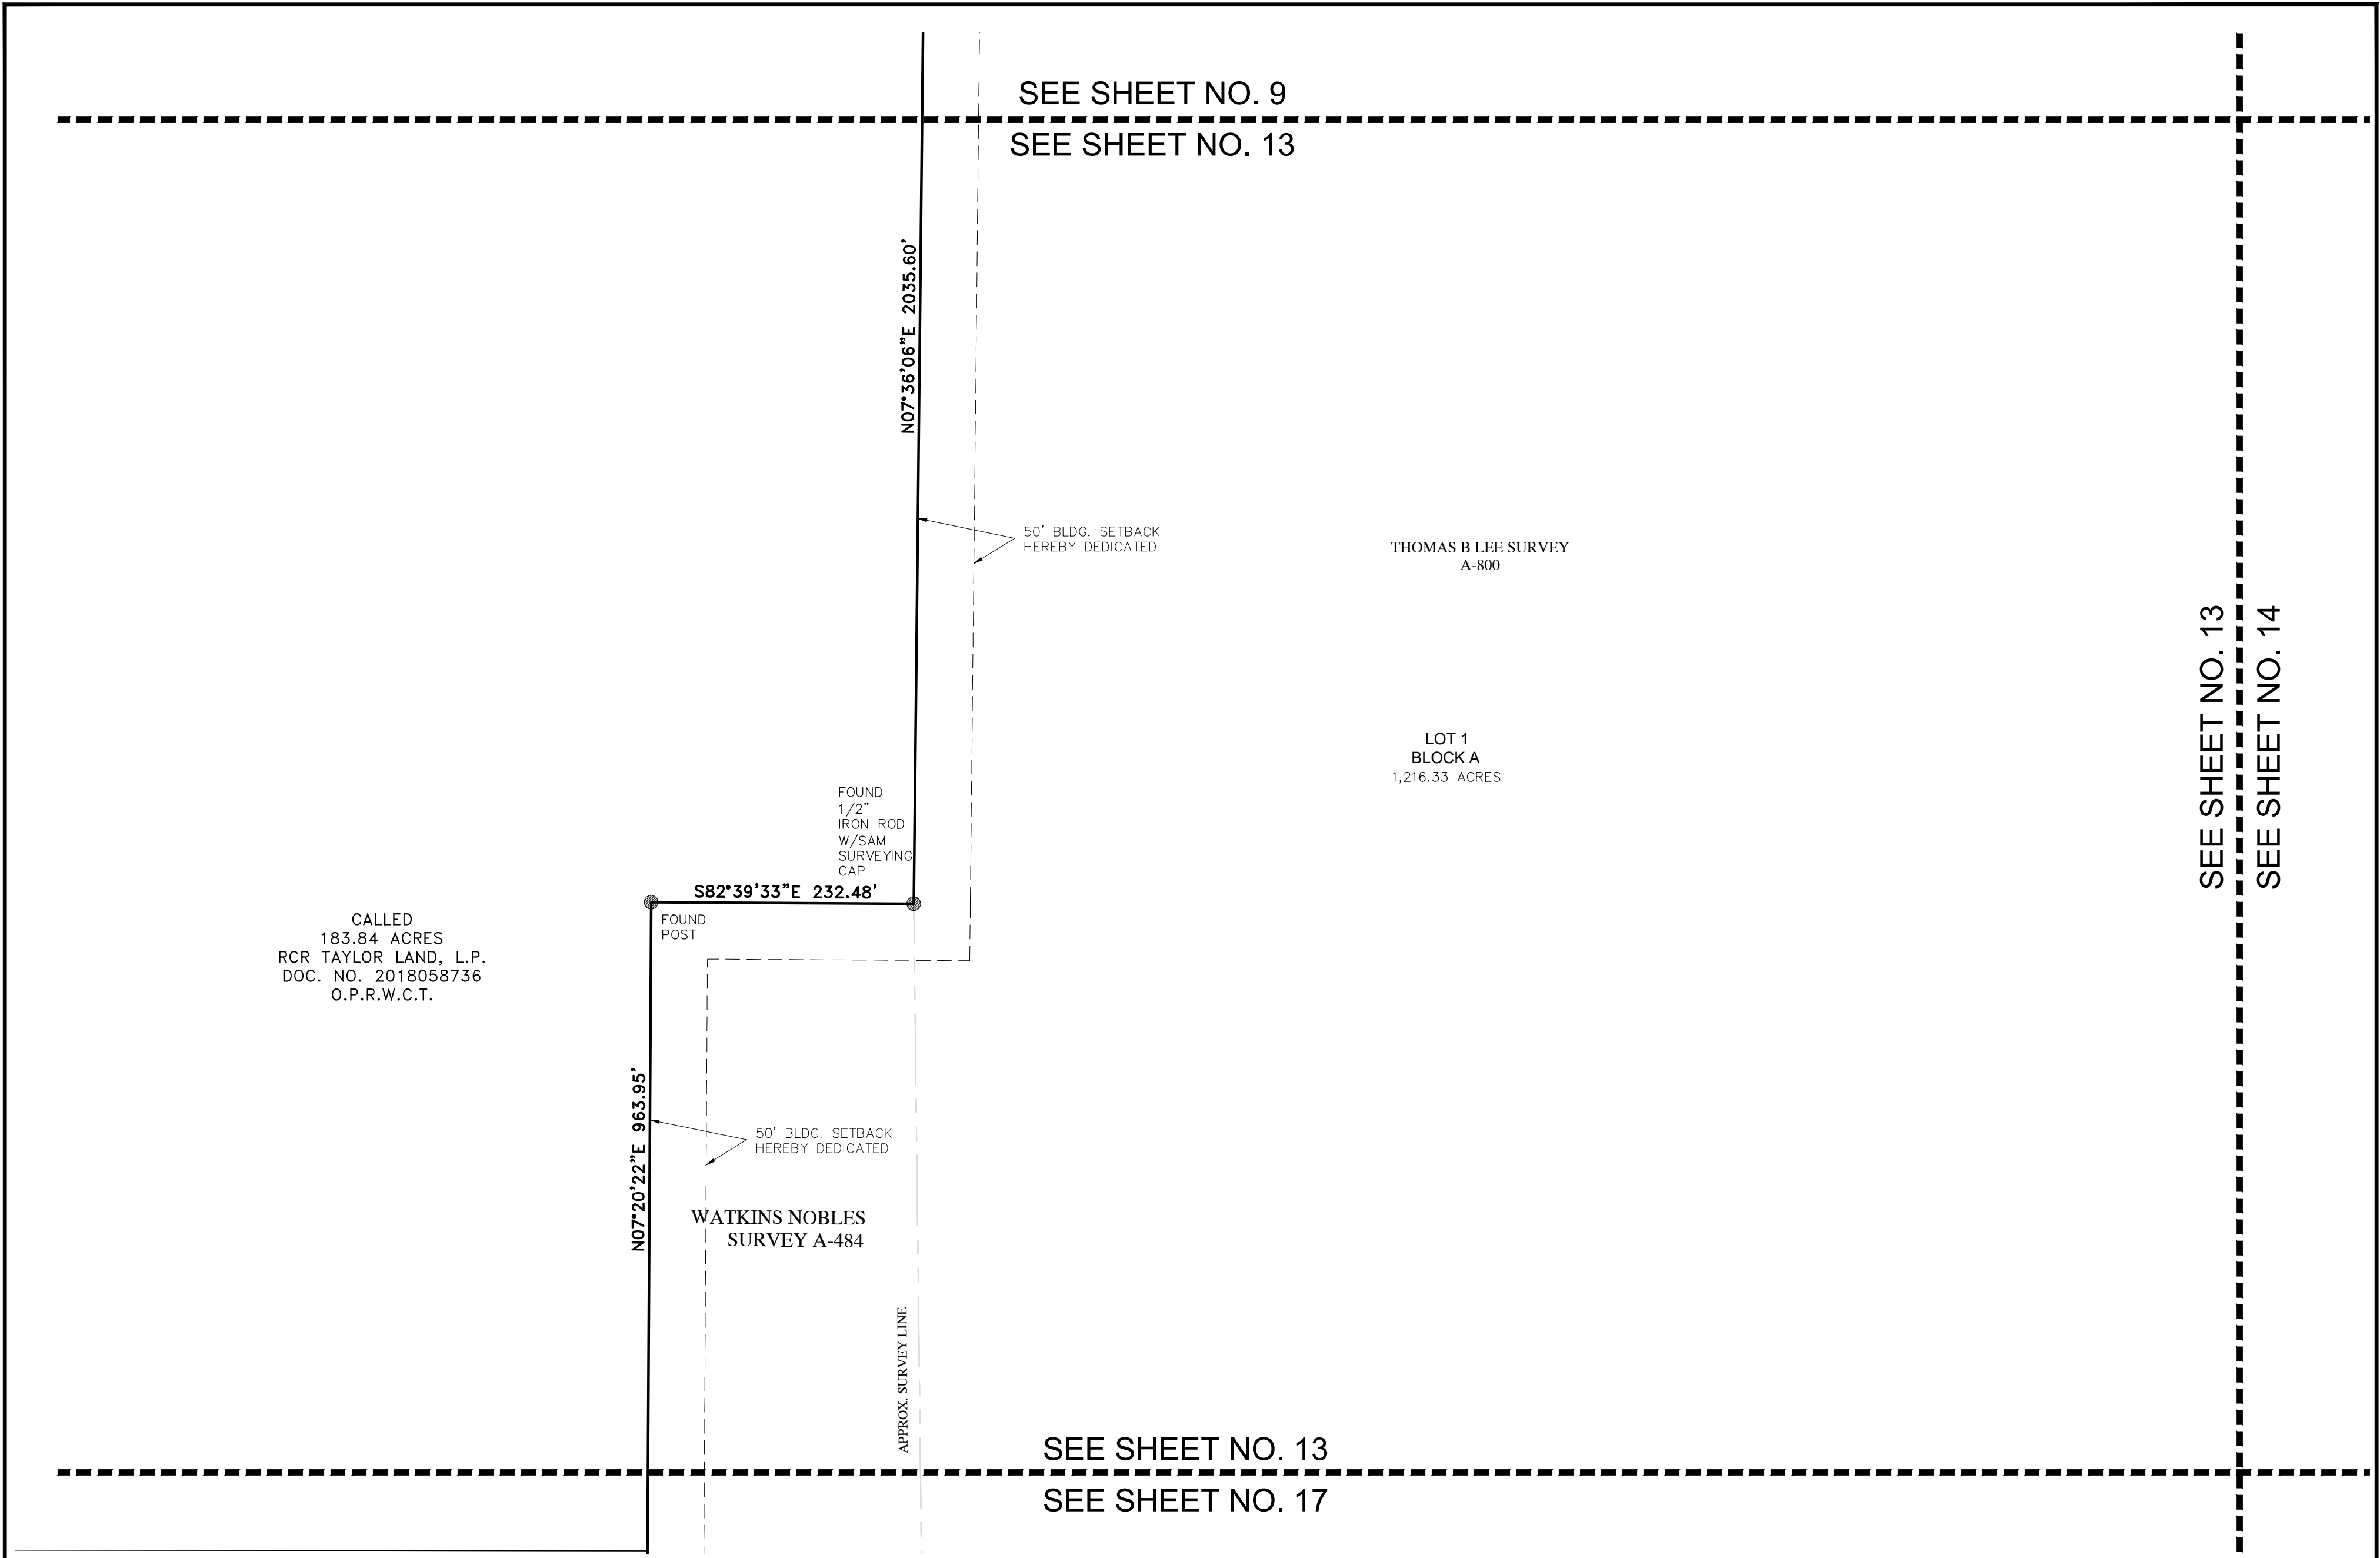 SEE SHEET NO. 9
SEE SHEET NO. 13
N07°36'06"E 2035.60'
50' BLDG. SETBACK
HEREBY DEDICATED
THOMAS B LEE SURVEY
A-800
SEE SHEET NO. 13
SEE SHEET NO. 14
LOT 1
BLOCK A
1,216.33 ACRES
FOUND
1/2"
IRON ROD
W/SAM
SURVEYING
CAP
S82°39'33"E 232.48'
FOUND
POST
CALLED
183.84 ACRES
RCR TAYLOR LAND, L.P.
DOC. NO. 2018058736
O.P.R.W.C.T.
N07°20'22"E 963.95'
50' BLDG. SETBACK
HEREBY DEDICATED
WATKINS NOBLES
SURVEY A-484
APPROX. SURVEY LINE
SEE SHEET NO. 13
SEE SHEET NO. 17